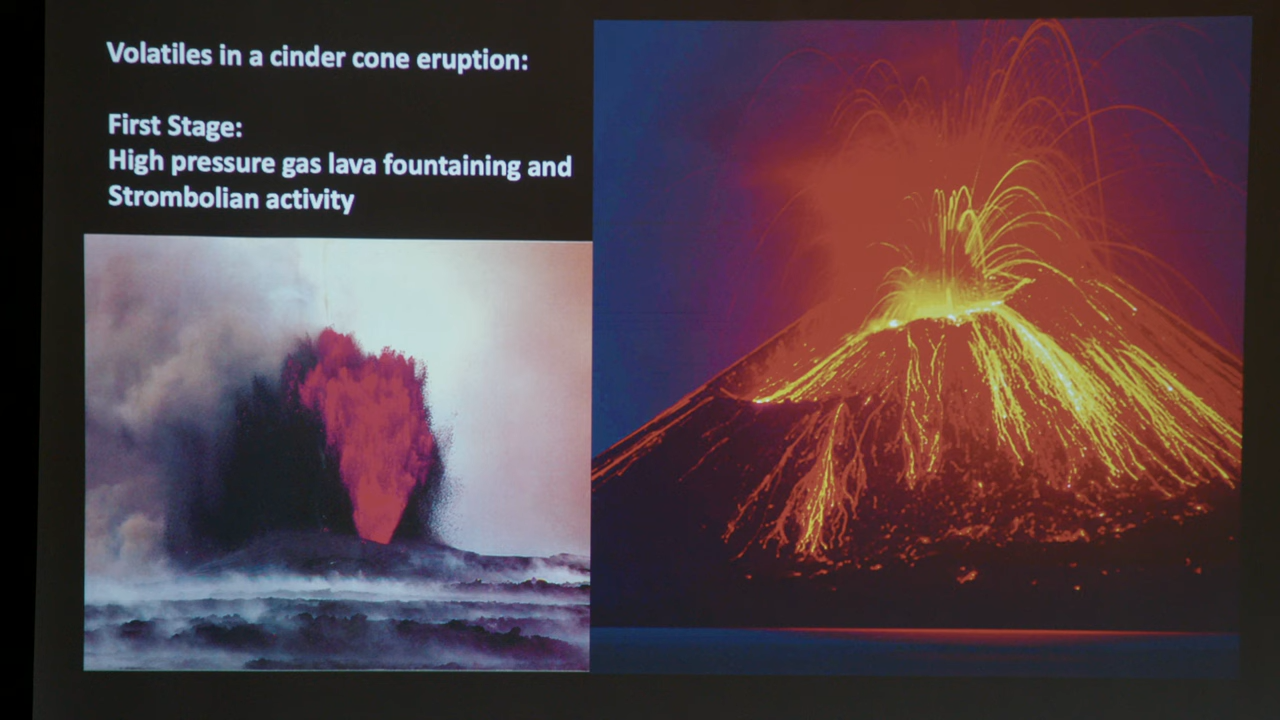 Volatiles in a cinder cone eruption:
First Stage:
High pressure gas lava fountaining and
Strombolian activity